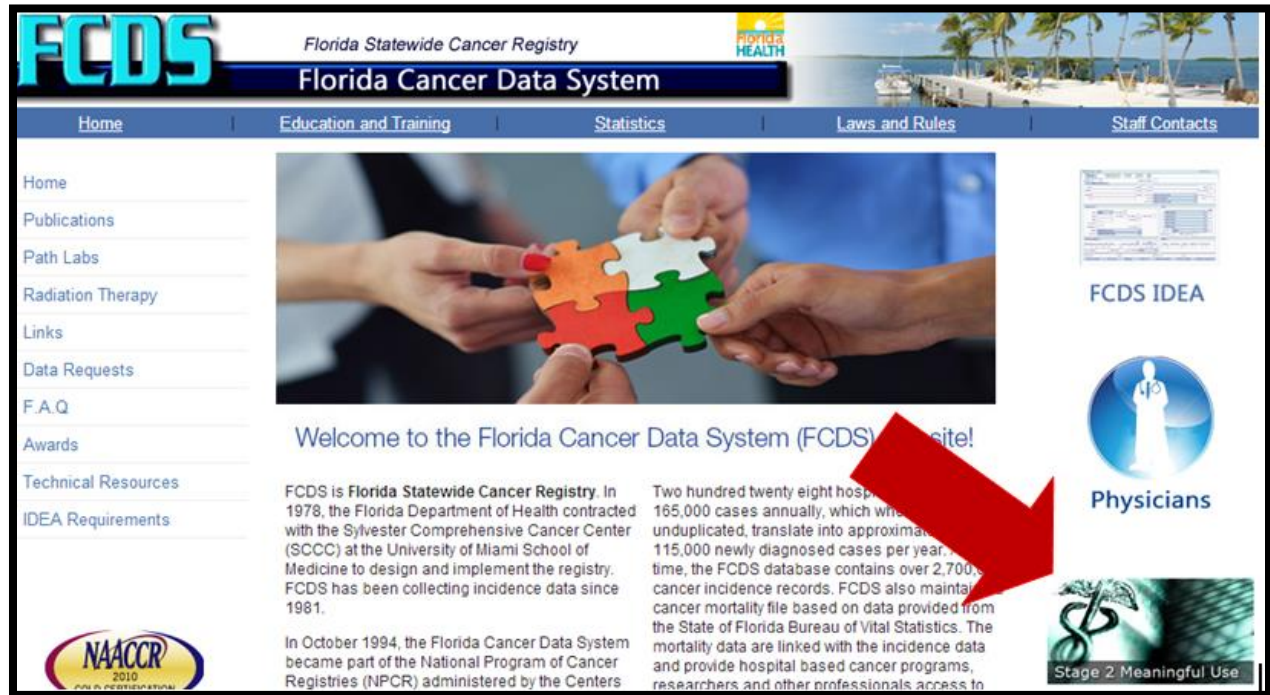 FCDS
Florida Statewide Cancer Registry
Florida
HEALTH
Florida Cancer Data System
Home | Education and Training | Statistics | Laws and Rules | Staff Contacts
Home
Publications
Path Labs
Radiation Therapy
Links
Data Requests
F.A.Q
Awards
Technical Resources
IDEA Requirements
NAACCR
2010
GOLD CERTIFICATION
Welcome to the Florida Cancer Data System (FCDS) site!
FCDS is Florida Statewide Cancer Registry. In
1978, the Florida Department of Health contracted
with the Sylvester Comprehensive Cancer Center
(SCCC) at the University of Miami School of
Medicine to design and implement the registry.
FCDS has been collecting incidence data since
1981.
In October 1994, the Florida Cancer Data System
became part of the National Program of Cancer
Registries (NPCR) administered by the Centers
Two hundred twenty eight
165,000 cases annually, which
unduplicated, translate into
115,000 newly diagnosed cases per year.
time, the FCDS database contains over
cancer incidence records. FCDS also
cancer mortality file based on data provided from
the State of Florida Bureau of Vital Statistics. The
mortality data are linked with the incidence data
and provide hospital based cancer programs,
researchers and other professionals access to
FCDS IDEA
Physicians
Stage 2 Meaningful Use